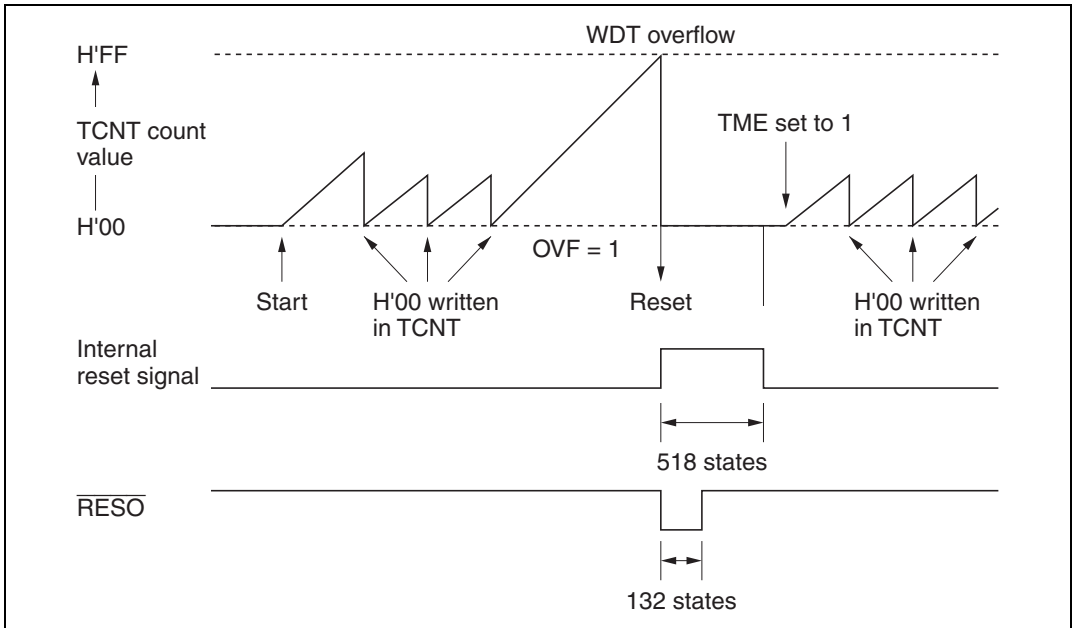 WDT overflow
H'FF
TCNT count
value
TME set to 1
H'00
OVF = 1
Start
H'00 written
in TCNT
Reset
H'00 written
in TCNT
Internal
reset signal
518 states
RESO
132 states